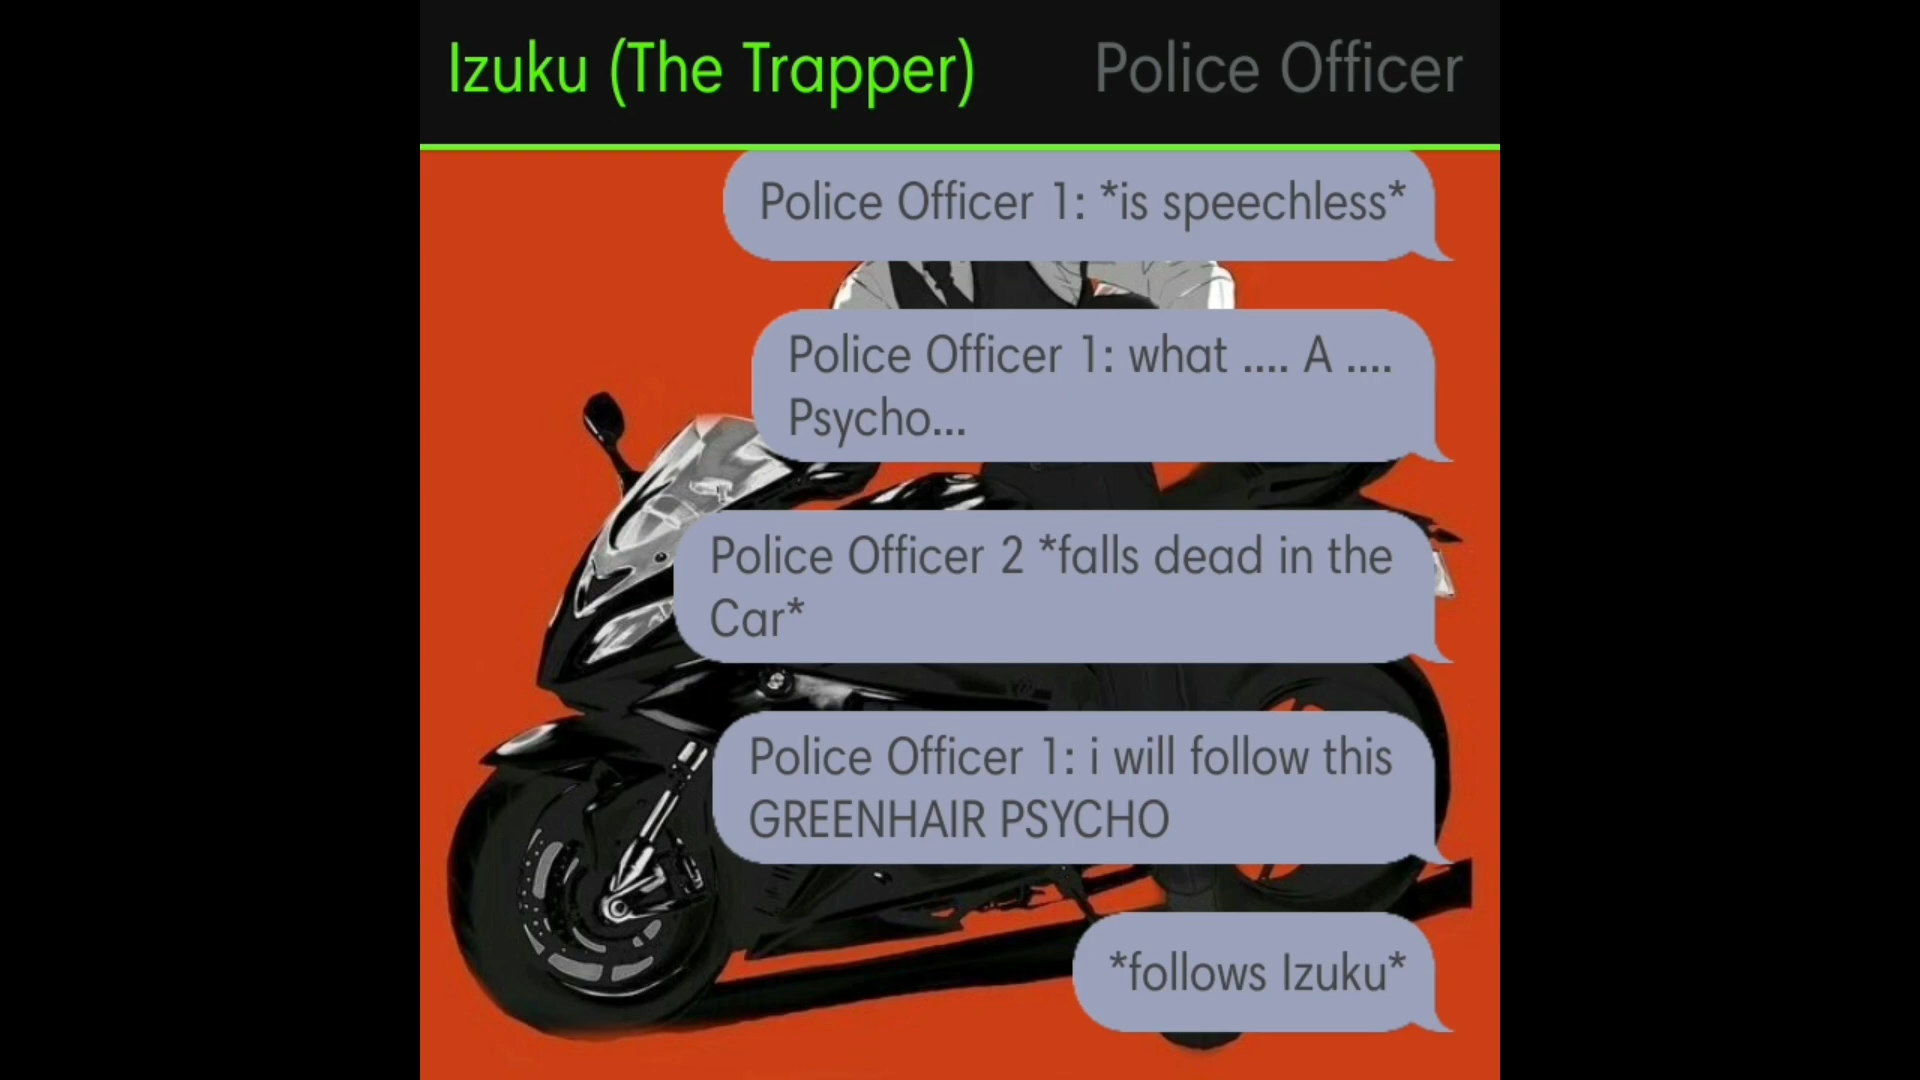 Izuku (The Trapper) Police Officer
Police Officer 1: *is speechless*
Police Officer 1: what .... A ....
Psycho...
Police Officer 2 *falls dead in the
Car*
Police Officer 1: i will follow this
GREENHAIR PSYCHO
*follows Izuku*